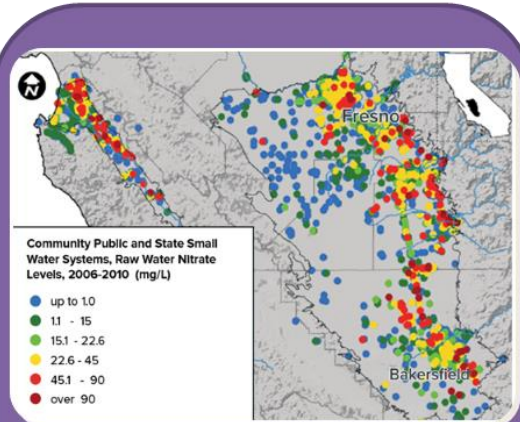 N
Fresno
Community Public and State Small
Water Systems, Raw Water Nitrate
Levels, 2006-2010 (mg/L)
up to 1.0
1.1 - 15
15.1 - 22.6
22.6 - 45
45.1 - 90
over 90
Bakersfield